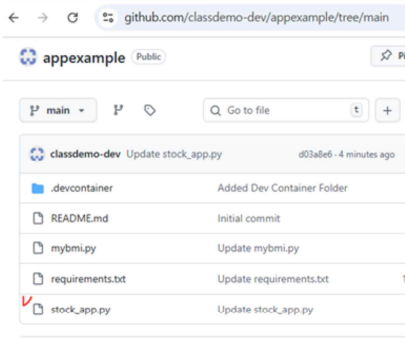 github.com/classdemo-dev/appexample/tree/main
appexample Public
main Go to file t
classdemo-dev Update stock_app.py d03a8e6 · 4 minutes ago
.devcontainer Added Dev Container Folder
README.md Initial commit
mybmi.py Update mybmi.py
requirements.txt Update requirements.txt
stock_app.py Update stock_app.py